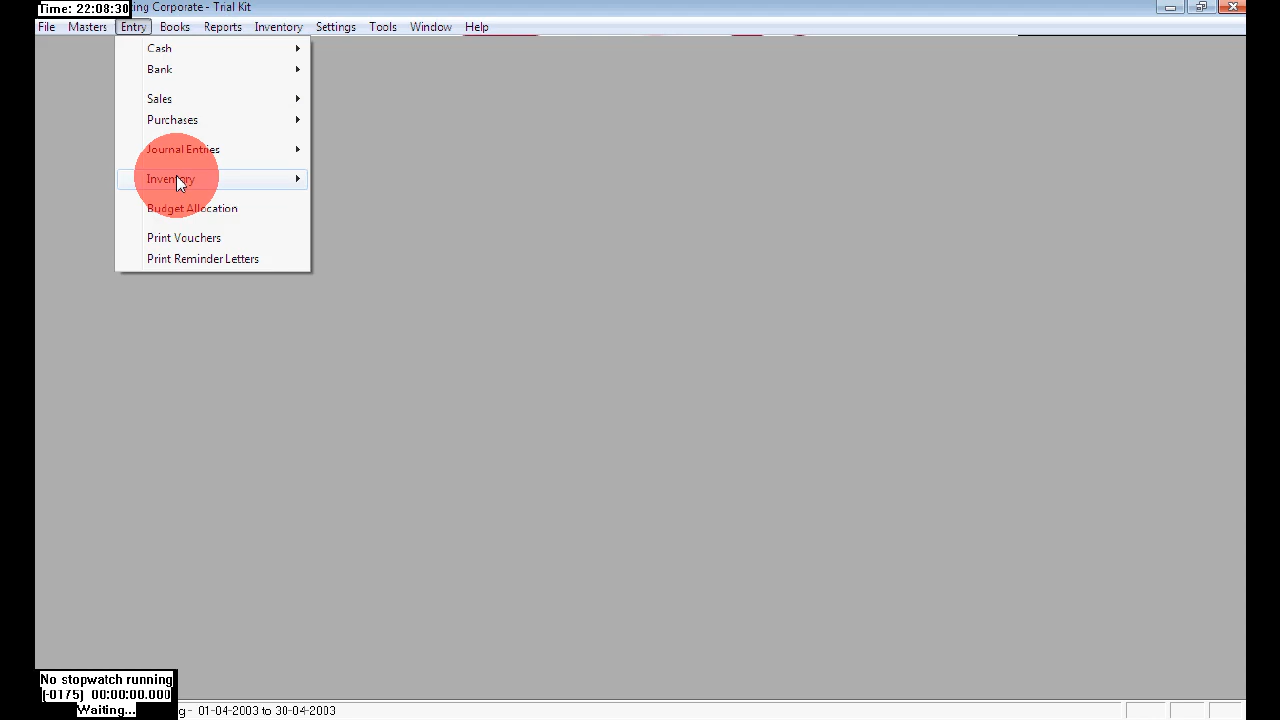 Time: 22:08:30 ing Corporate - Trial Kit
File Masters Entry Books Reports Inventory Settings Tools Window Help
Cash
Bank
Sales
Purchases
Journal Entries
Inventory
Budget Allocation
Print Vouchers
Print Reminder Letters
No stopwatch running
[-0175] 00:00:00.000
Waiting... g - 01-04-2003 to 30-04-2003